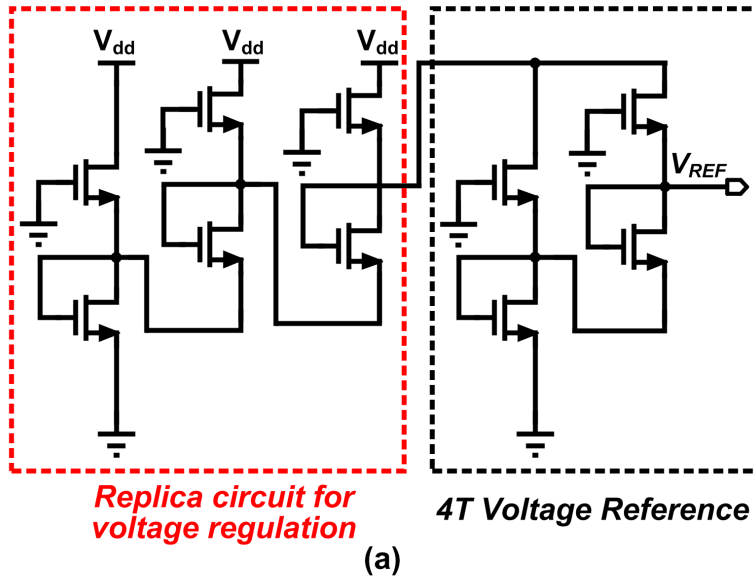 Vdd
Vdd
Vdd
VREF
Replica circuit for
voltage regulation
4T Voltage Reference
(a)